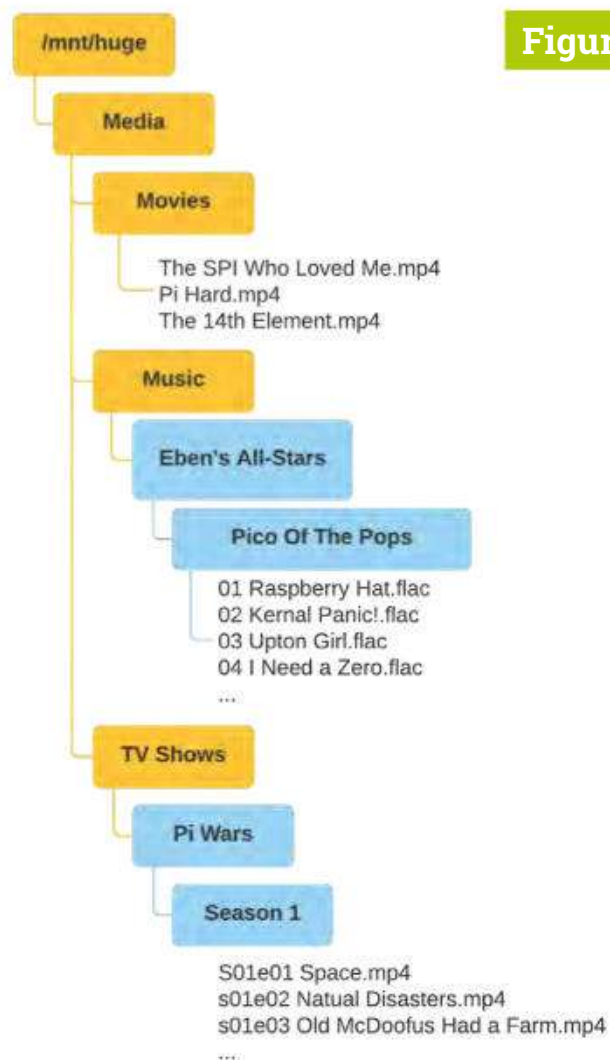 Figur
/mnt/huge
Media
Movies
The SPI Who Loved Me.mp4
Pi Hard.mp4
The 14th Element.mp4
Music
Eben's All-Stars
Pico Of The Pops
01 Raspberry Hat.flac
02 Kernal Panic!.flac
03 Upton Girl.flac
04 I Need a Zero.flac
...
TV Shows
Pi Wars
Season 1
S01e01 Space.mp4
s01e02 Natual Disasters.mp4
s01e03 Old McDoofus Had a Farm.mp4
...